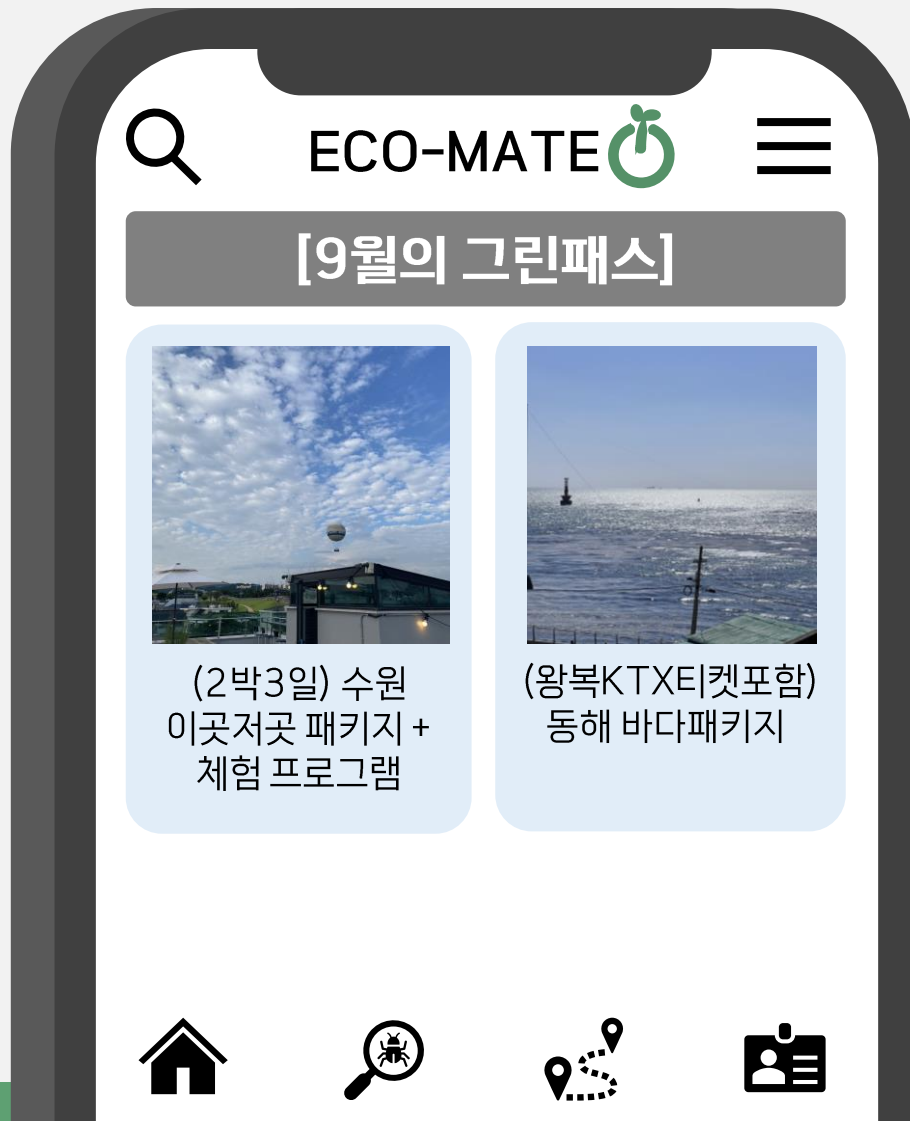 ECO-MATE
[9월의 그린패스]
(2박3일) 수원
이곳저곳 패키지 +
체험 프로그램
(왕복KTX티켓포함)
동해 바다패키지